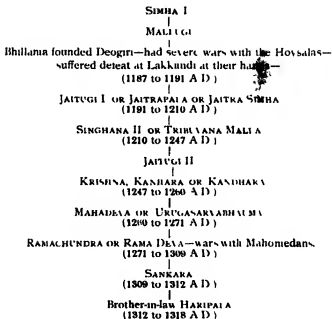 SIMHA I
MALLUGI
Bhillama founded Deogiri—had severe wars with the Hoysalas—
suffered defeat at Lakkundi at their hands—
(1187 to 1191 A D )
JAITUGI I OR JAITRAPALA OR JAITRA SIMHA
(1191 to 1210 A D )
SINGHANA II OR TRIBUVANA MALLA
(1210 to 1247 A D )
JAITUGI II
KRISHNA, KANHARA OR KANDHARA
(1247 to 1260 A D )
MAHADEVA OR URUGASARVABHAUMA
(1260 to 1271 A D )
RAMACHUNDRA OR RAMA DEVA—wars with Mahomedans.
(1271 to 1309 A D )
SANKARA
(1309 to 1312 A D )
Brother-in-law HARIPALA
(1312 to 1318 A D )